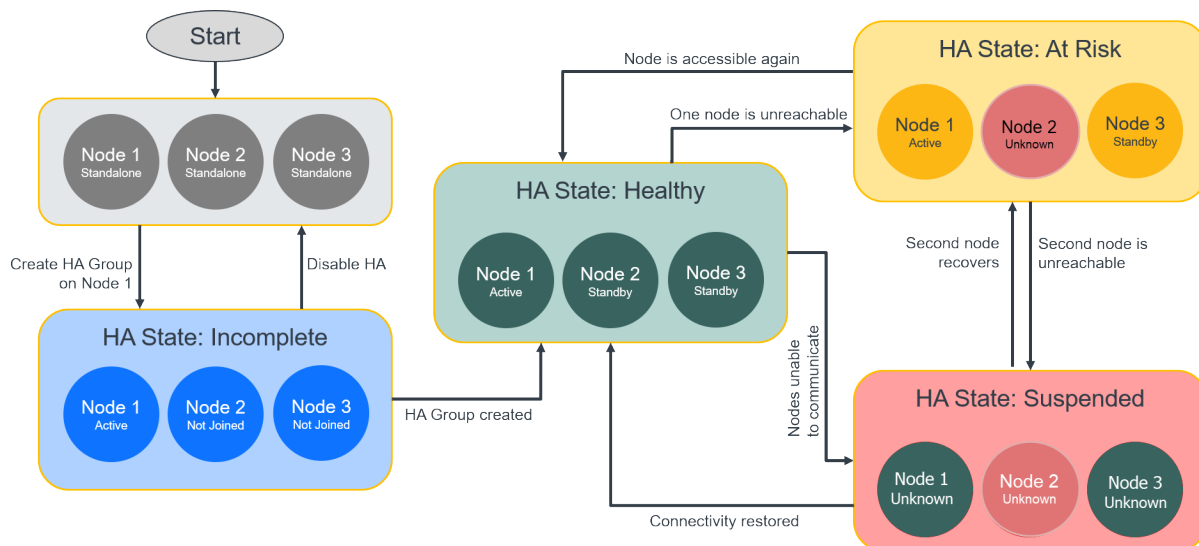 Start
Node 1
Standalone
Node 2
Standalone
Node 3
Standalone
Create HA Group
on Node 1
Disable HA
HA State: Incomplete
Node 1
Active
Node 2
Not Joined
Node 3
Not Joined
HA Group created
HA State: Healthy
Node 1
Active
Node 2
Standby
Node 3
Standby
Node is accessible again
One node is unreachable
HA State: At Risk
Node 1
Active
Node 2
Unknown
Node 3
Standby
Second node
recovers
Second node is
unreachable
Nodes unable
to communicate
HA State: Suspended
Node 1
Unknown
Node 2
Unknown
Node 3
Unknown
Connectivity restored